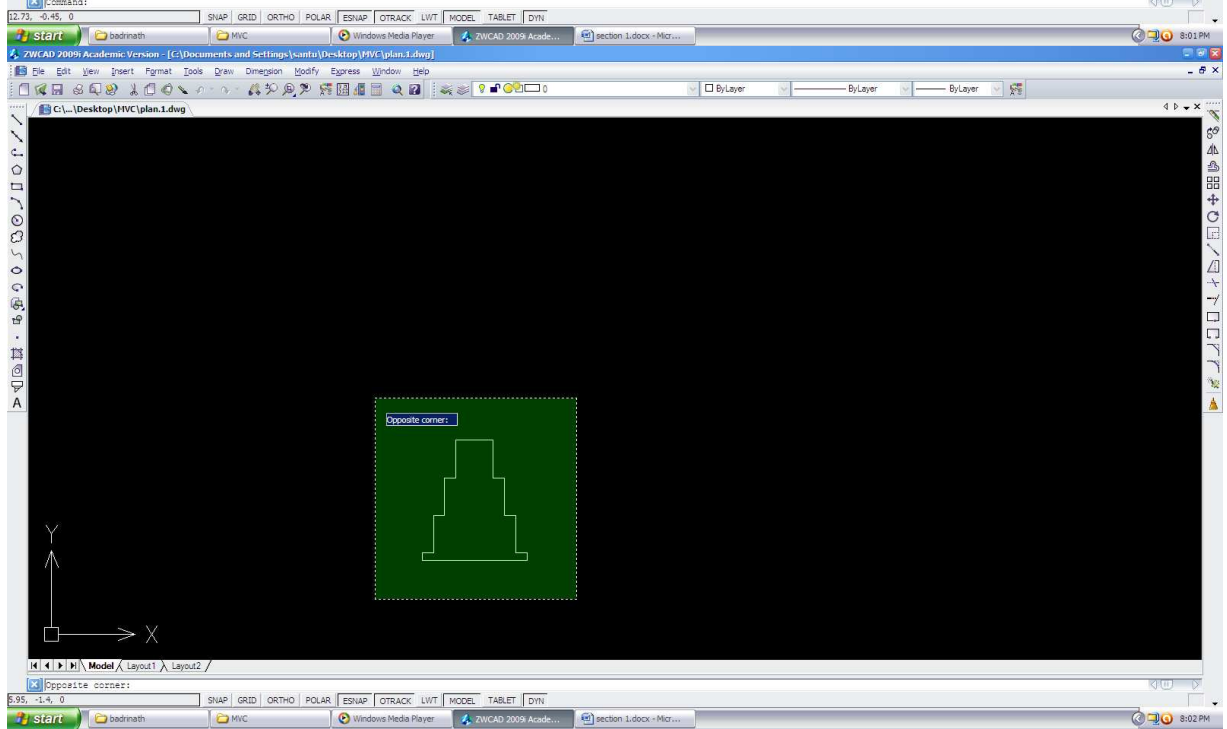 Command:
12.73, -0.45, 0 SNAP GRID ORTHO POLAR ESNAP OTRACK LWT MODEL TABLET DYN
start badrinath MVC Windows Media Player ZWCAD 2009i Acade... section 1.docx - Micr... 8:01 PM
ZWCAD 2009i Academic Version - [C:\Documents and Settings\santu\Desktop\MVC\plan.1.dwg]
File Edit View Insert Format Tools Draw Dimension Modify Express Window Help
0 ByLayer ByLayer ByLayer
C:\...\Desktop\MVC\plan.1.dwg
A
Opposite corner:
Y
X
Model Layout1 Layout2
Opposite corner:
5.95, -1.4, 0 SNAP GRID ORTHO POLAR ESNAP OTRACK LWT MODEL TABLET DYN
start badrinath MVC Windows Media Player ZWCAD 2009i Acade... section 1.docx - Micr... 8:02 PM